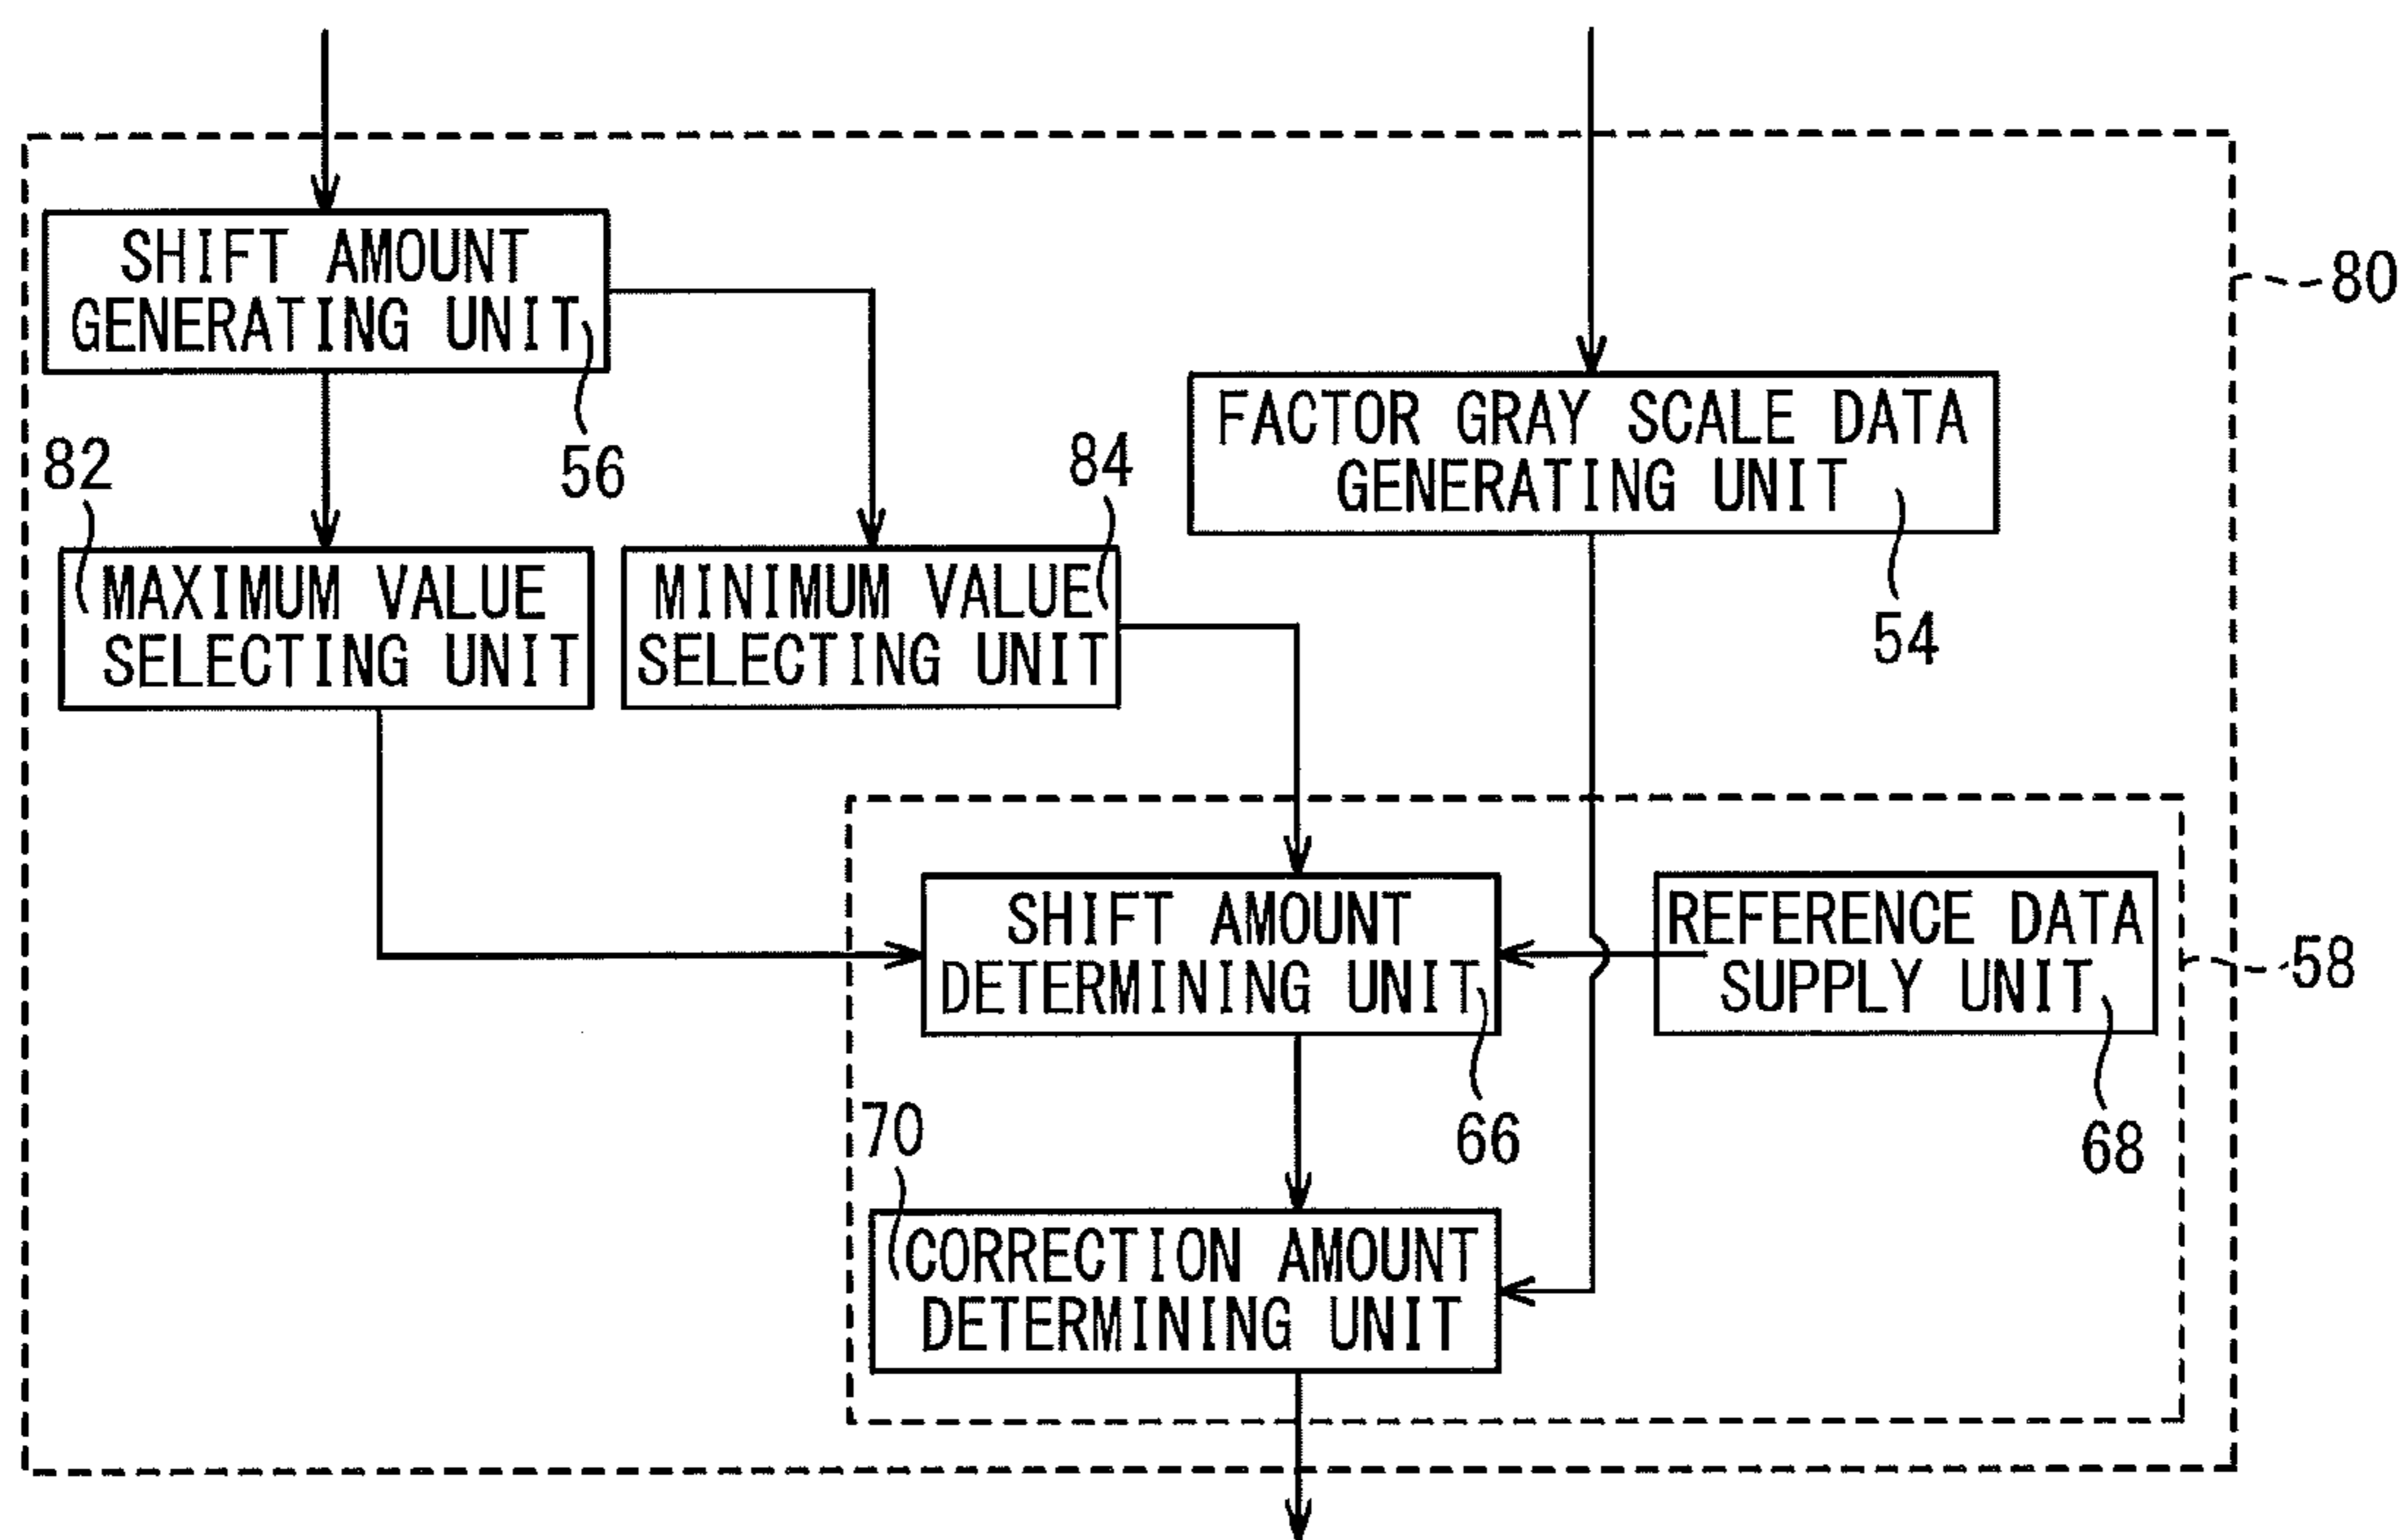 SHIFT AMOUNT
GENERATING UNIT
56
80
82
84
FACTOR GRAY SCALE DATA
GENERATING UNIT
54
MAXIMUM VALUE
SELECTING UNIT
MINIMUM VALUE
SELECTING UNIT
SHIFT AMOUNT
DETERMINING UNIT
66
REFERENCE DATA
SUPPLY UNIT
68
58
70
CORRECTION AMOUNT
DETERMINING UNIT